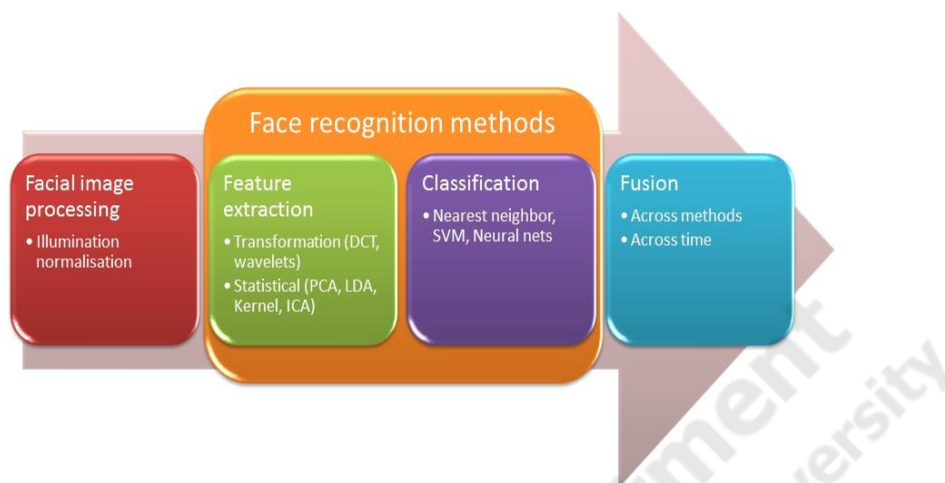 Face recognition methods
Facial image
processing
• Illumination
normalisation
Feature
extraction
• Transformation (DCT,
wavelets)
• Statistical (PCA, LDA,
Kernel, ICA)
Classification
• Nearest neighbor,
SVM, Neural nets
Fusion
• Across methods
• Across time